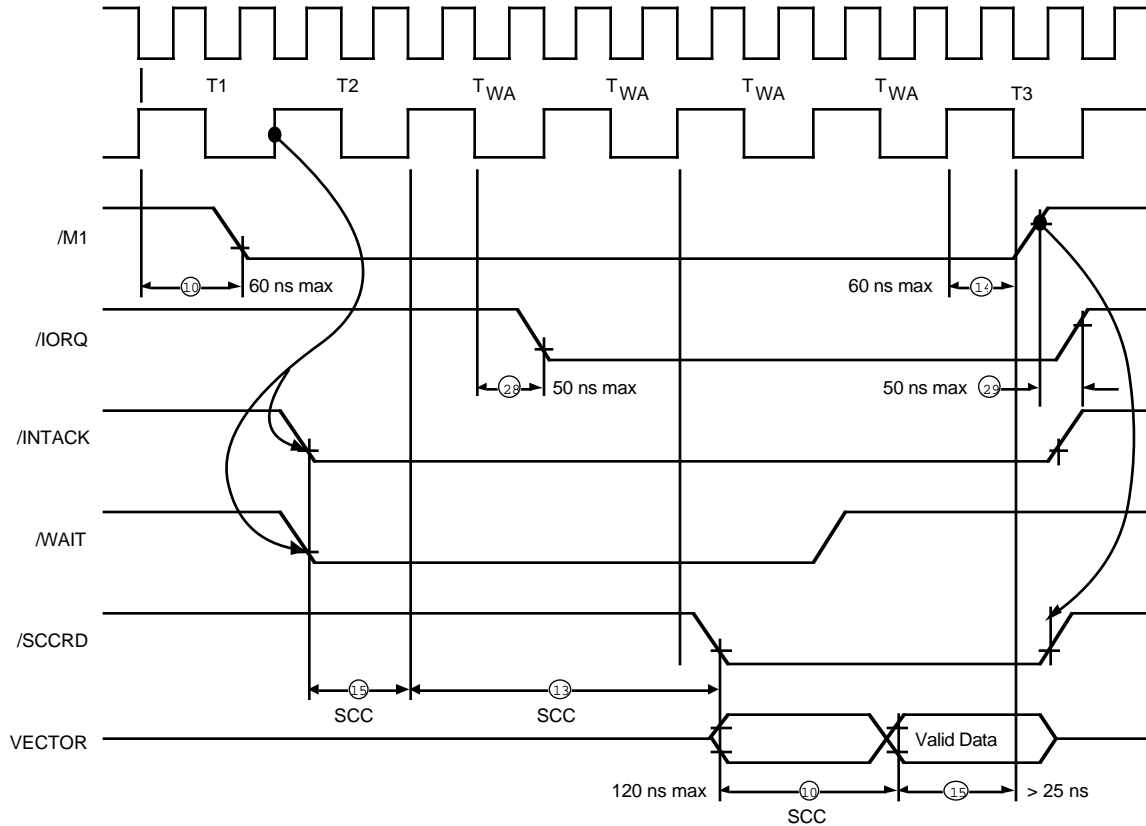 T1 T2 TWA TWA TWA TWA T3
/M1
10 60 ns max 60 ns max 14
/IORQ
28 50 ns max 50 ns max 29
/INTACK
/WAIT
/SCCRD
15 13
SCC SCC
VECTOR Valid Data
120 ns max 10 15 > 25 ns
SCC